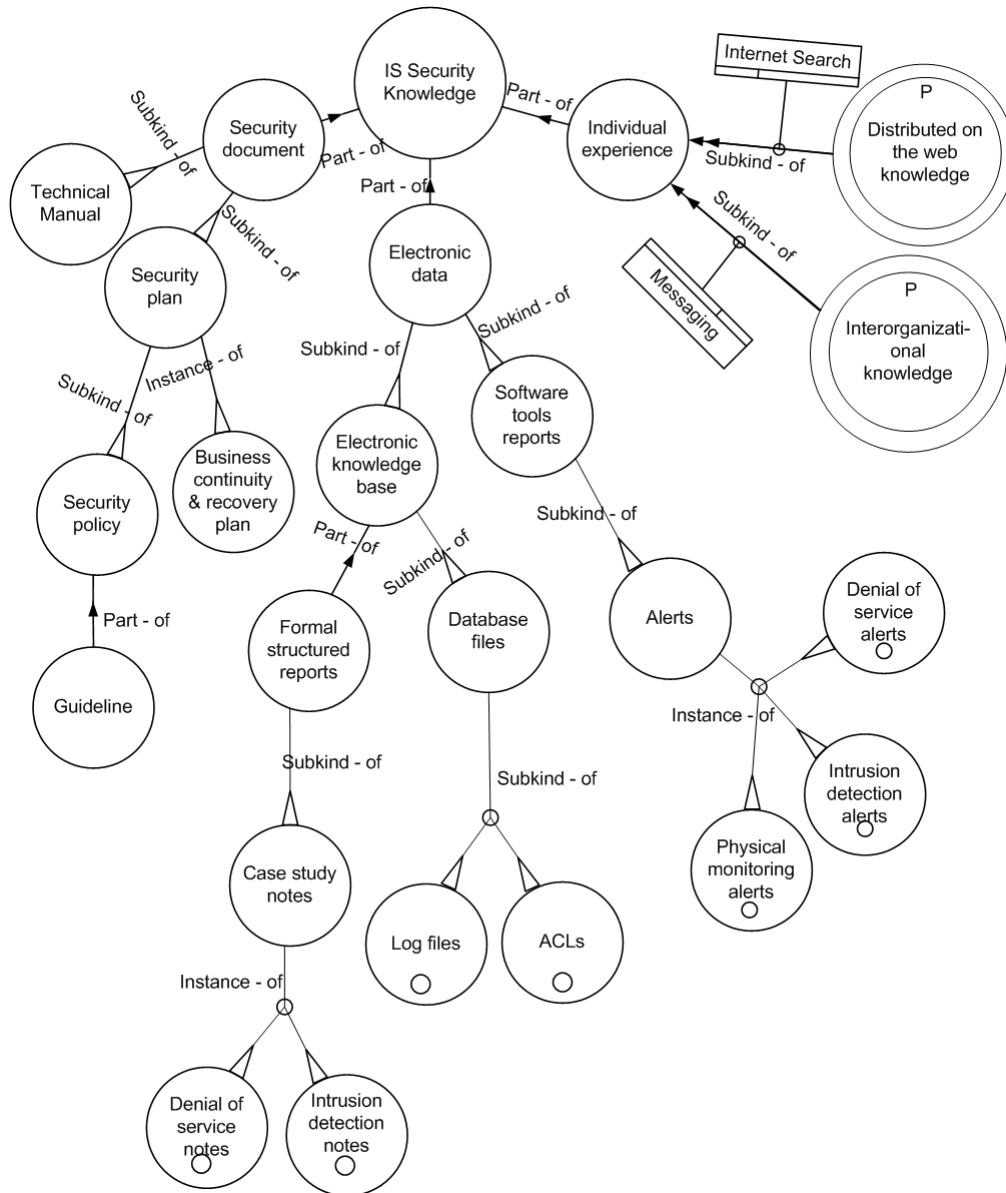 IS Security
Knowledge
Internet Search
P
Distributed on
the web
knowledge
Individual
experience
Part - of
Subkind - of
Subkind - of
Messaging
P
Interorganizati-
onal
knowledge
Security
document
Part - of
Subkind - of
Technical
Manual
Subkind - of
Security
plan
Part - of
Electronic
data
Subkind - of
Instance - of
Subkind - of
Subkind - of
Security
policy
Business
continuity
& recovery
plan
Electronic
knowledge
base
Software
tools
reports
Part - of
Guideline
Part - of
Subkind - of
Subkind - of
Formal
structured
reports
Database
files
Alerts
Denial of
service
alerts
Instance - of
Intrusion
detection
alerts
Physical
monitoring
alerts
Subkind - of
Subkind - of
Case study
notes
Log files
ACLs
Instance - of
Denial of
service
notes
Intrusion
detection
notes